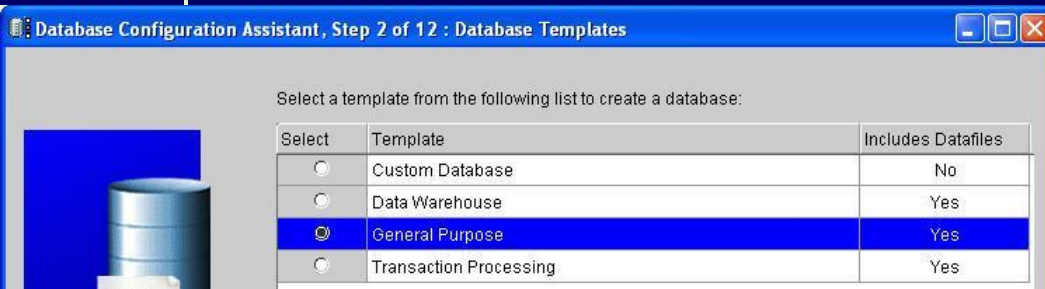 Database Configuration Assistant, Step 2 of 12 : Database Templates
Select a template from the following list to create a database:
Select Template Includes Datafiles
Custom Database No
Data Warehouse Yes
General Purpose Yes
Transaction Processing Yes